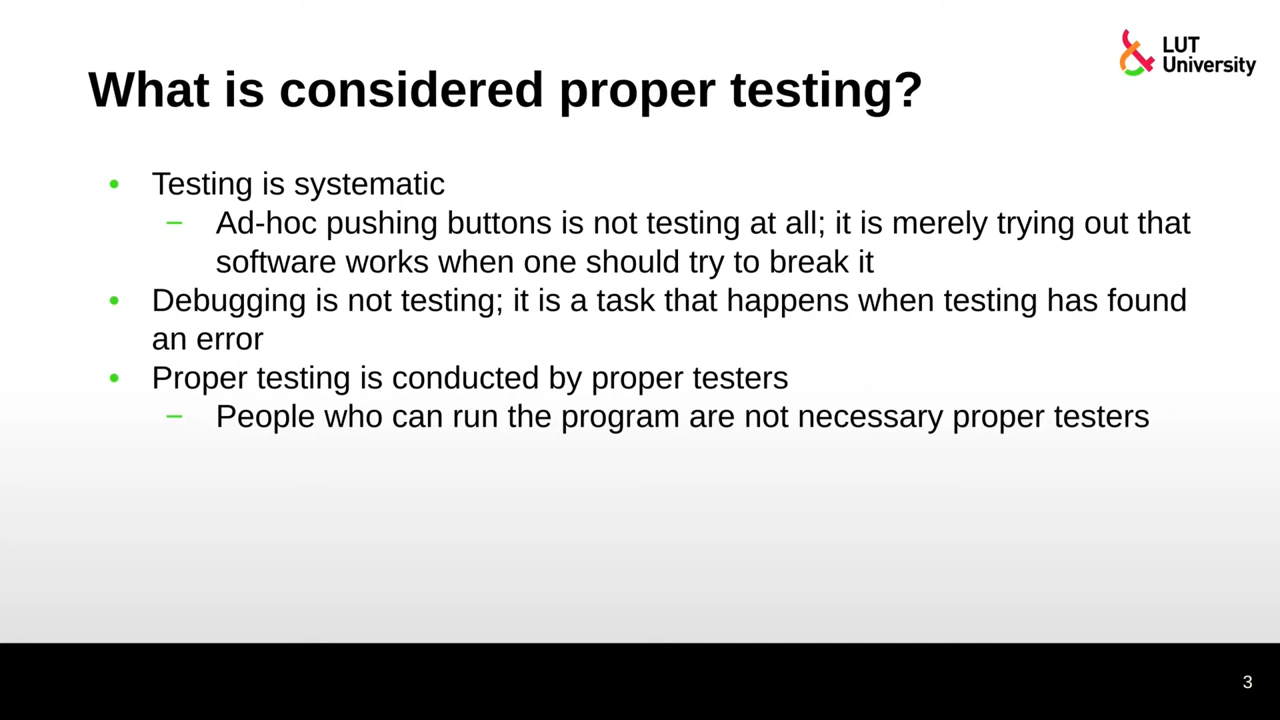 LUT
University
What is considered proper testing?
• Testing is systematic
– Ad-hoc pushing buttons is not testing at all; it is merely trying out that
software works when one should try to break it
• Debugging is not testing; it is a task that happens when testing has found
an error
• Proper testing is conducted by proper testers
– People who can run the program are not necessary proper testers
3